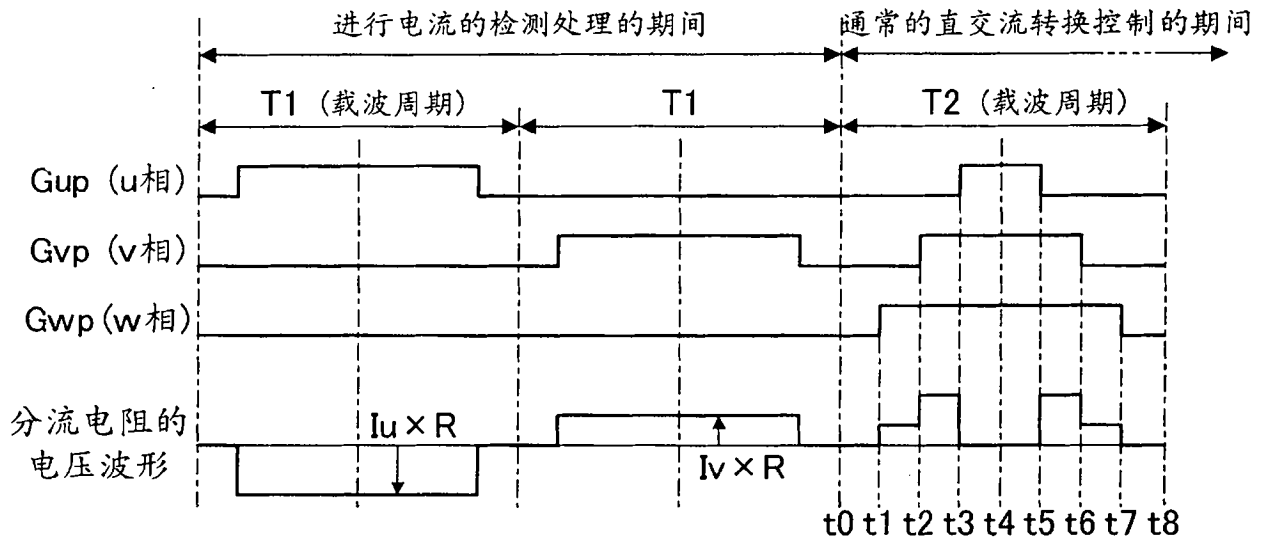 进行电流的检测处理的期间
通常的直交流转换控制的期间
T1 (载波周期)
T1
T2 (载波周期)
Gup (u相)
Gvp (v相)
Gwp(w相)
分流电阻的
电压波形
Iu×R
Iv×R
t0 t1 t2 t3 t4 t5 t6 t7 t8